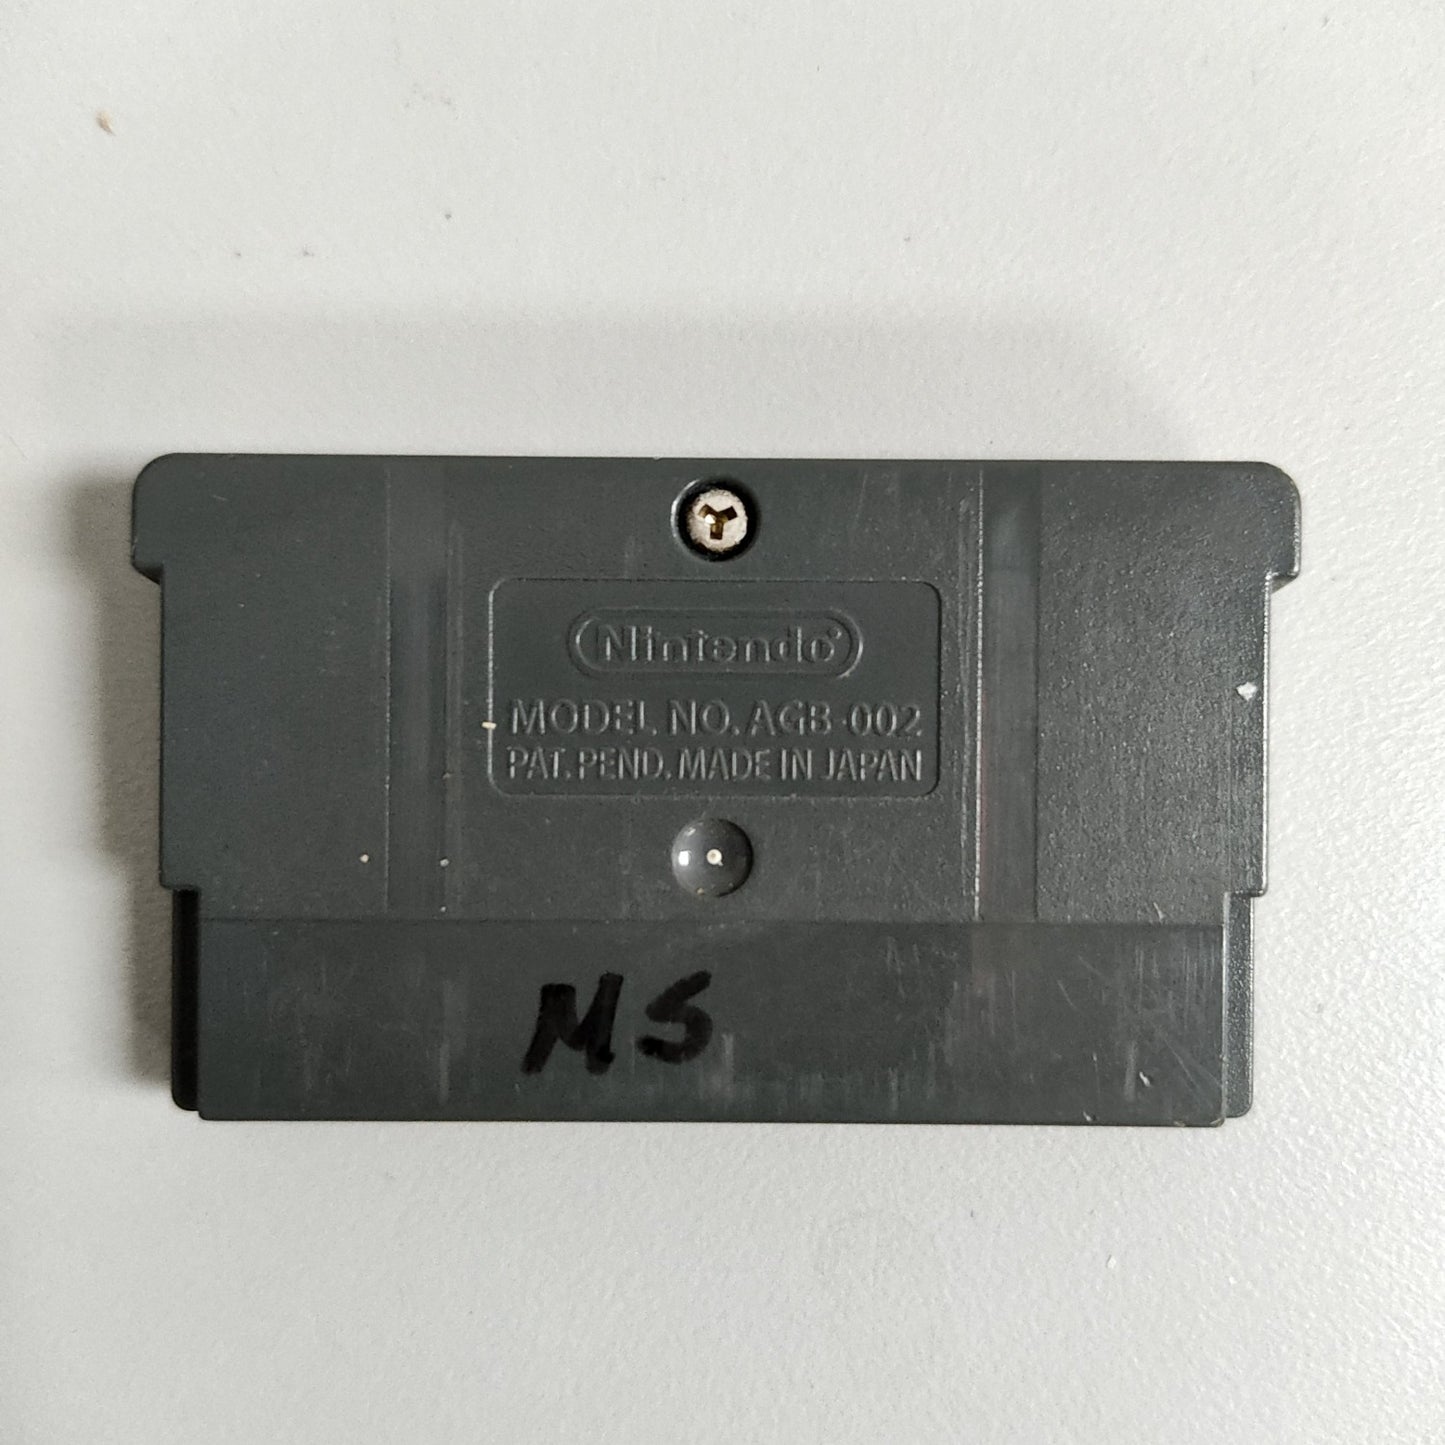 Nintendo
MODEL NO. AGB-002
PAT. PEND. MADE IN JAPAN
MS